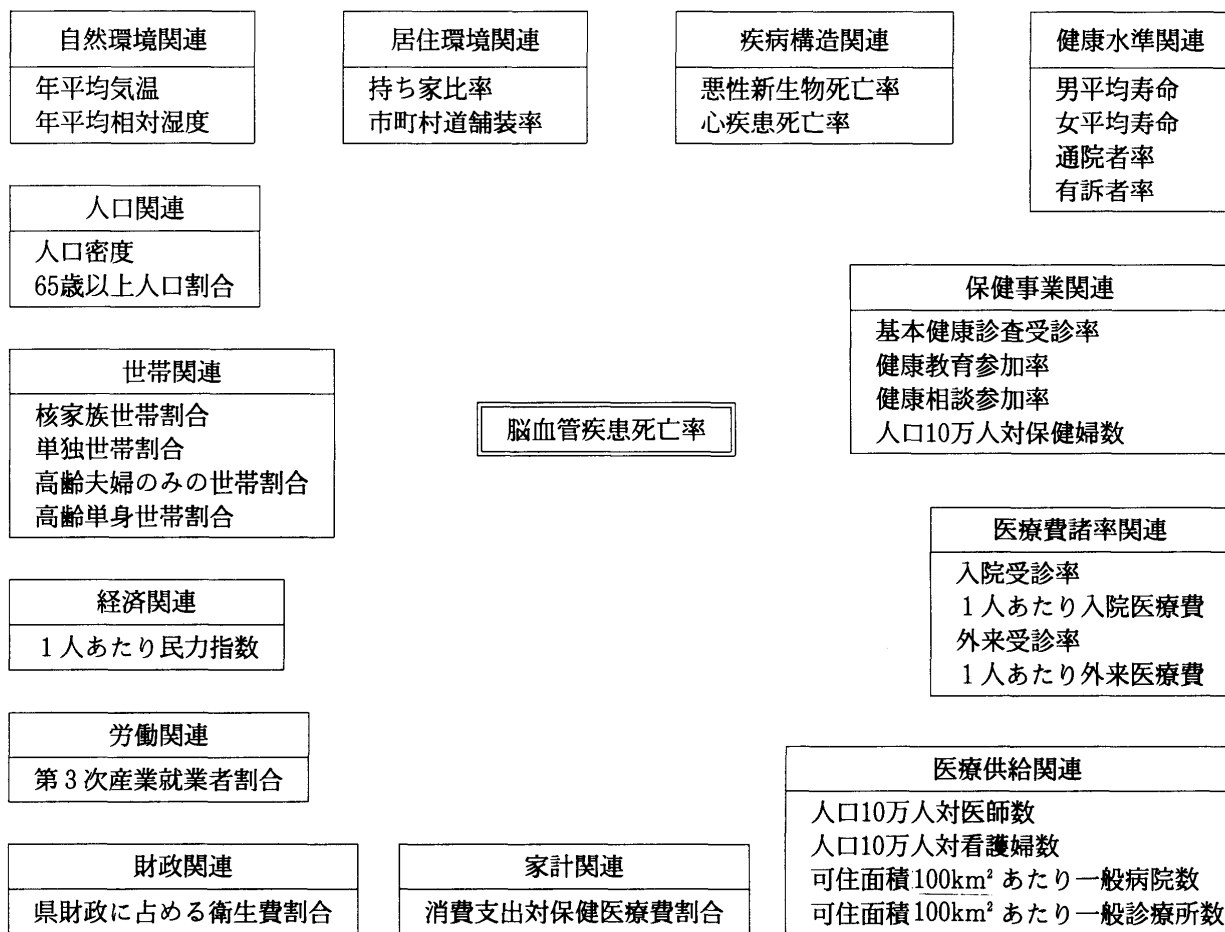 自然環境関連
年平均気温
年平均相対湿度
居住環境関連
持ち家比率
市町村道舗装率
疾病構造関連
悪性新生物死亡率
心疾患死亡率
健康水準関連
男平均寿命
女平均寿命
通院者率
有訴者率
人口関連
人口密度
65歳以上人口割合
保健事業関連
基本健康診査受診率
健康教育参加率
健康相談参加率
人口10万人対保健婦数
世帯関連
核家族世帯割合
単独世帯割合
高齢夫婦のみの世帯割合
高齢単身世帯割合
脳血管疾患死亡率
医療費諸率関連
入院受診率
1人あたり入院医療費
外来受診率
1人あたり外来医療費
経済関連
1人あたり民力指数
労働関連
第3次産業就業者割合
医療供給関連
人口10万人対医師数
人口10万人対看護婦数
可住面積100km²あたり一般病院数
可住面積100km²あたり一般診療所数
財政関連
県財政に占める衛生費割合
家計関連
消費支出対保健医療費割合